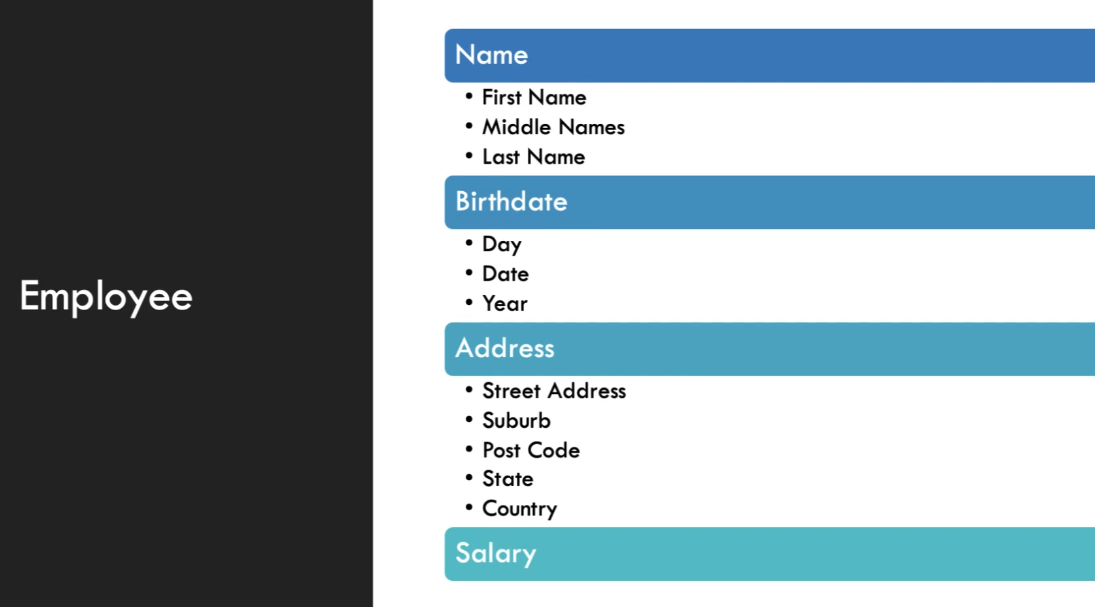 Employee
Name
• First Name
• Middle Names
• Last Name
Birthdate
• Day
• Date
• Year
Address
• Street Address
• Suburb
• Post Code
• State
• Country
Salary